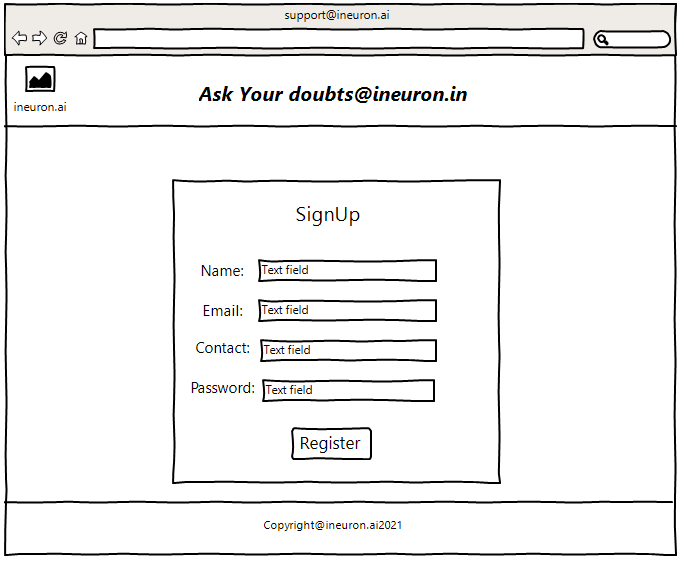 support@ineuron.ai
ineuron.ai
Ask Your doubts@ineuron.in
SignUp
Name: Text field
Email: Text field
Contact: Text field
Password: Text field
Register
Copyright@ineuron.ai2021